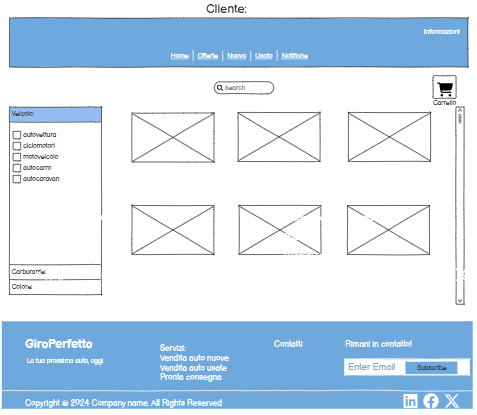 Cliente:
Informazioni
Home | Offerte | Nuovo | Usato | Notifiche
search
Carrello
Veicolo:
autovettura
ciclomotori
motoveicolo
autocarro
autocaravan
Carburante:
Colore:
GiroPerfetto
La tua prossima auto, oggi.
Servizi:
Vendita auto nuove
Vendita auto usate
Pronta consegna
Contatti
Rimani in contatto!
Enter Email
Subscribe
Copyright © 2024 Company name. All Rights Reserved